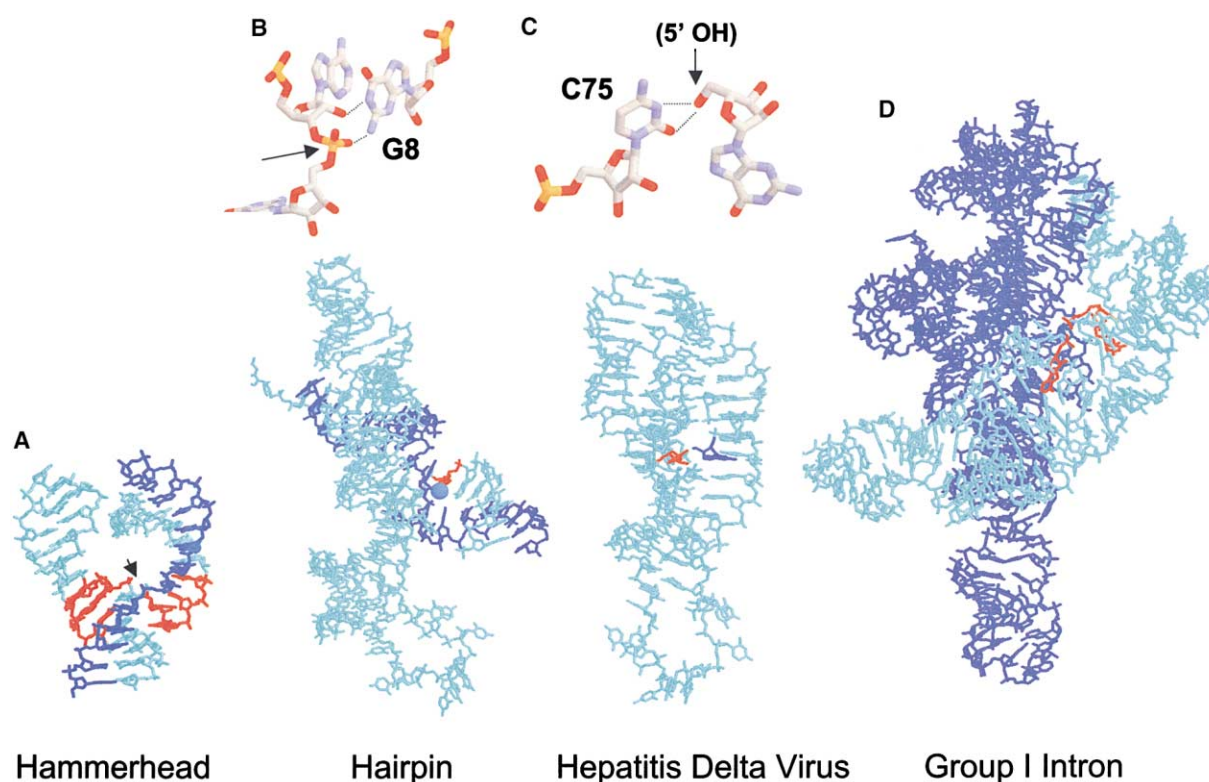 B
C
(5' OH)
C75
G8
D
A
Hammerhead
Hairpin
Hepatitis Delta Virus
Group I Intron